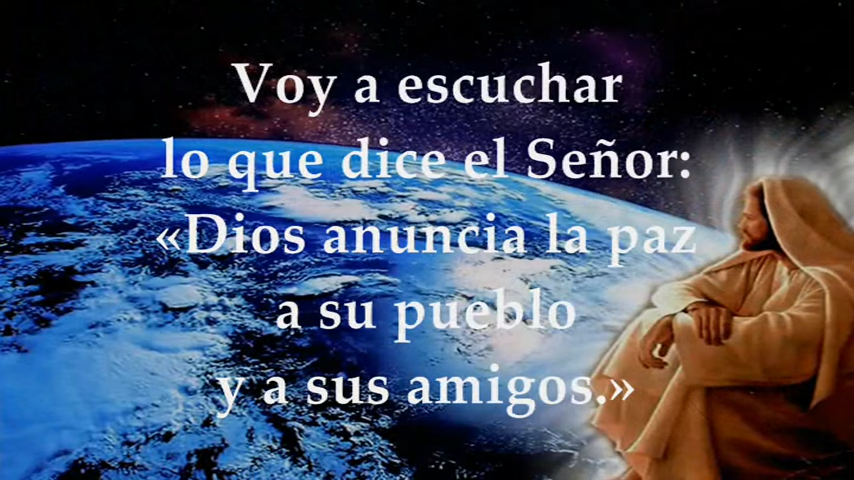 Voy a escuchar
lo que dice el Señor:
«Dios anuncia la paz
a su pueblo
y a sus amigos.»